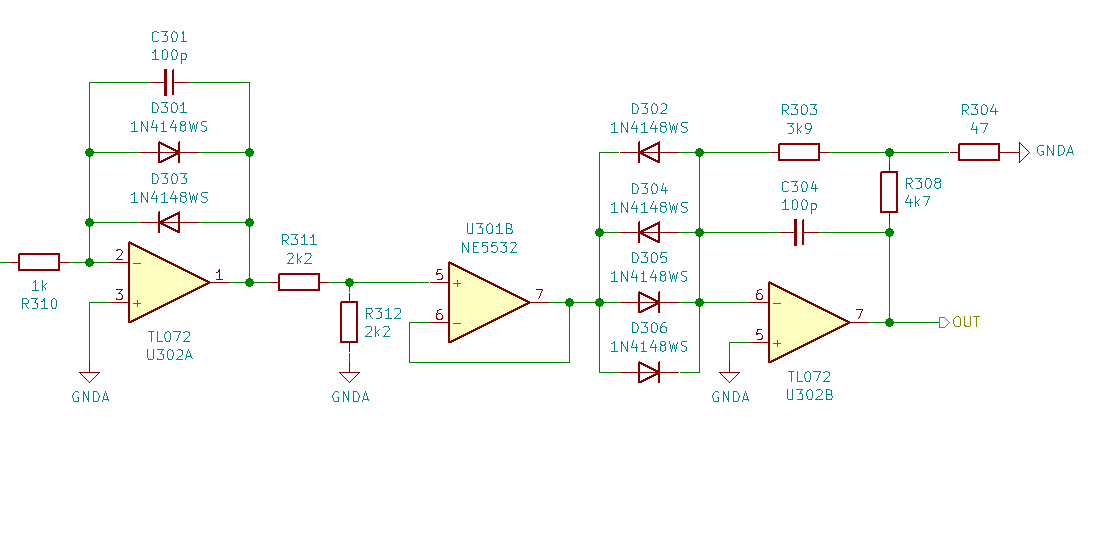 C301
100p
D301
1N4148WS
D303
1N4148WS
2
3
1
1k
R310
TL072
U302A
GNDA
R311
2k2
R312
2k2
GNDA
U301B
NE5532
5
6
7
D302
1N4148WS
D304
1N4148WS
D305
1N4148WS
D306
1N4148WS
R303
3k9
R304
47
GNDA
C304
100p
R308
4k7
6
5
7
OUT
GNDA
TL072
U302B